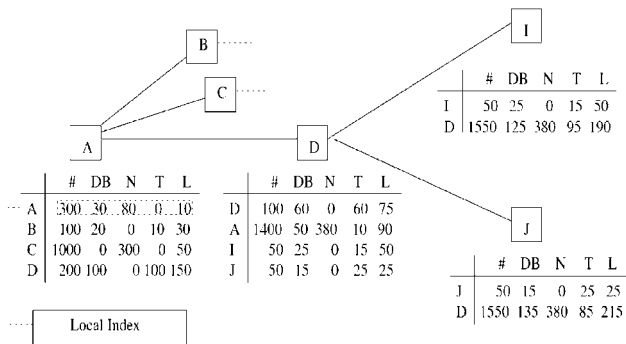 B
C
A
D
I
J
# DB N T L
I 50 25 0 15 50
D 1550 125 380 95 190
# DB N T L
A 300 30 80 0 10
B 100 20 0 10 30
C 1000 0 300 0 50
D 200 100 0 100 150
# DB N T L
D 100 60 0 60 75
A 1400 50 380 10 90
I 50 25 0 15 50
J 50 15 0 25 25
# DB N T L
J 50 15 0 25 25
D 1550 135 380 85 215
Local Index